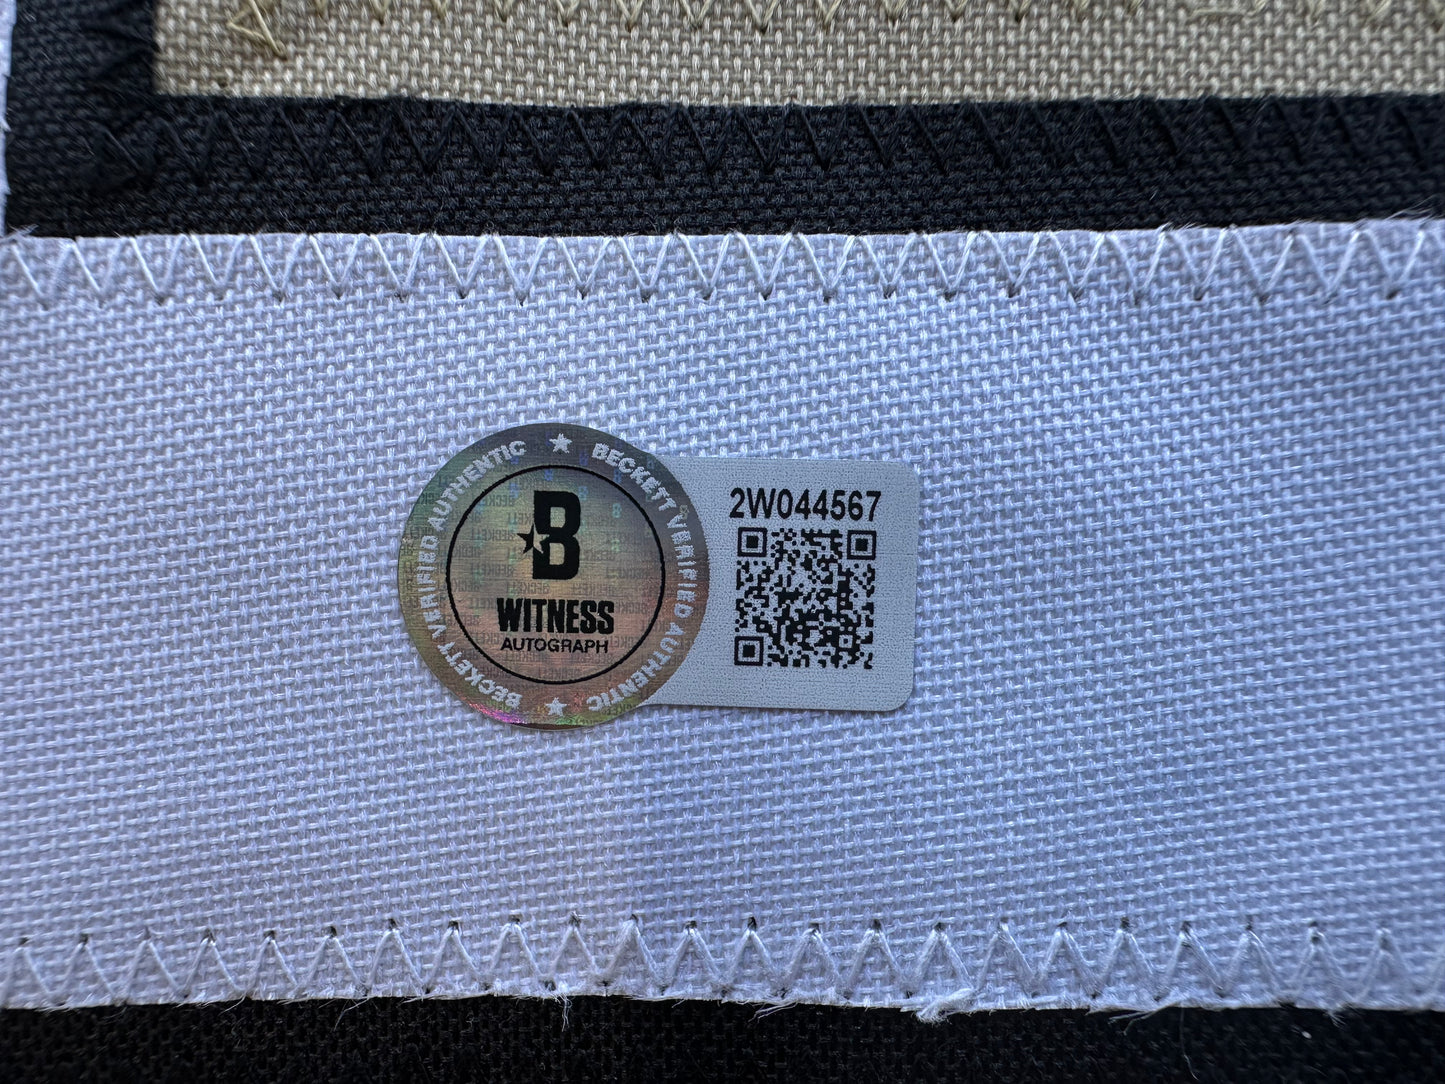 BECKETT VERIFIED AUTHENTIC ★ BECKETT VERIFIED AUTHENTIC ★
B
WITNESS
AUTOGRAPH
2W044567